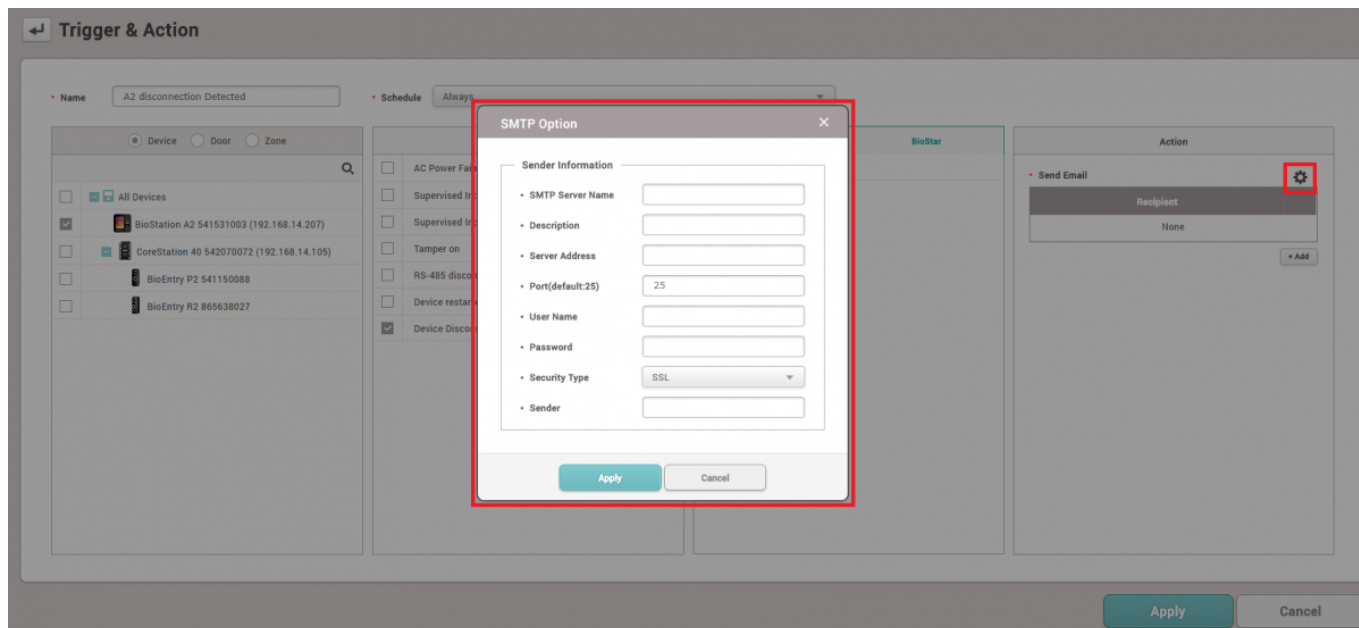 Trigger & Action
• Name A2 disconnection Detected • Schedule Always
Device Door Zone
All Devices
BioStation A2 541531003 (192.168.14.207)
CoreStation 40 542070072 (192.168.14.105)
BioEntry P2 541150088
BioEntry R2 865638027
AC Power Fai
Supervised In
Supervised In
Tamper on
RS-485 discon
Device restar
Device Discon
SMTP Option
Sender Information
• SMTP Server Name
• Description
• Server Address
• Port(default:25) 25
• User Name
• Password
• Security Type SSL
• Sender
Apply Cancel
BioStar
Action
• Send Email
Recipient
None
+ Add
Apply Cancel